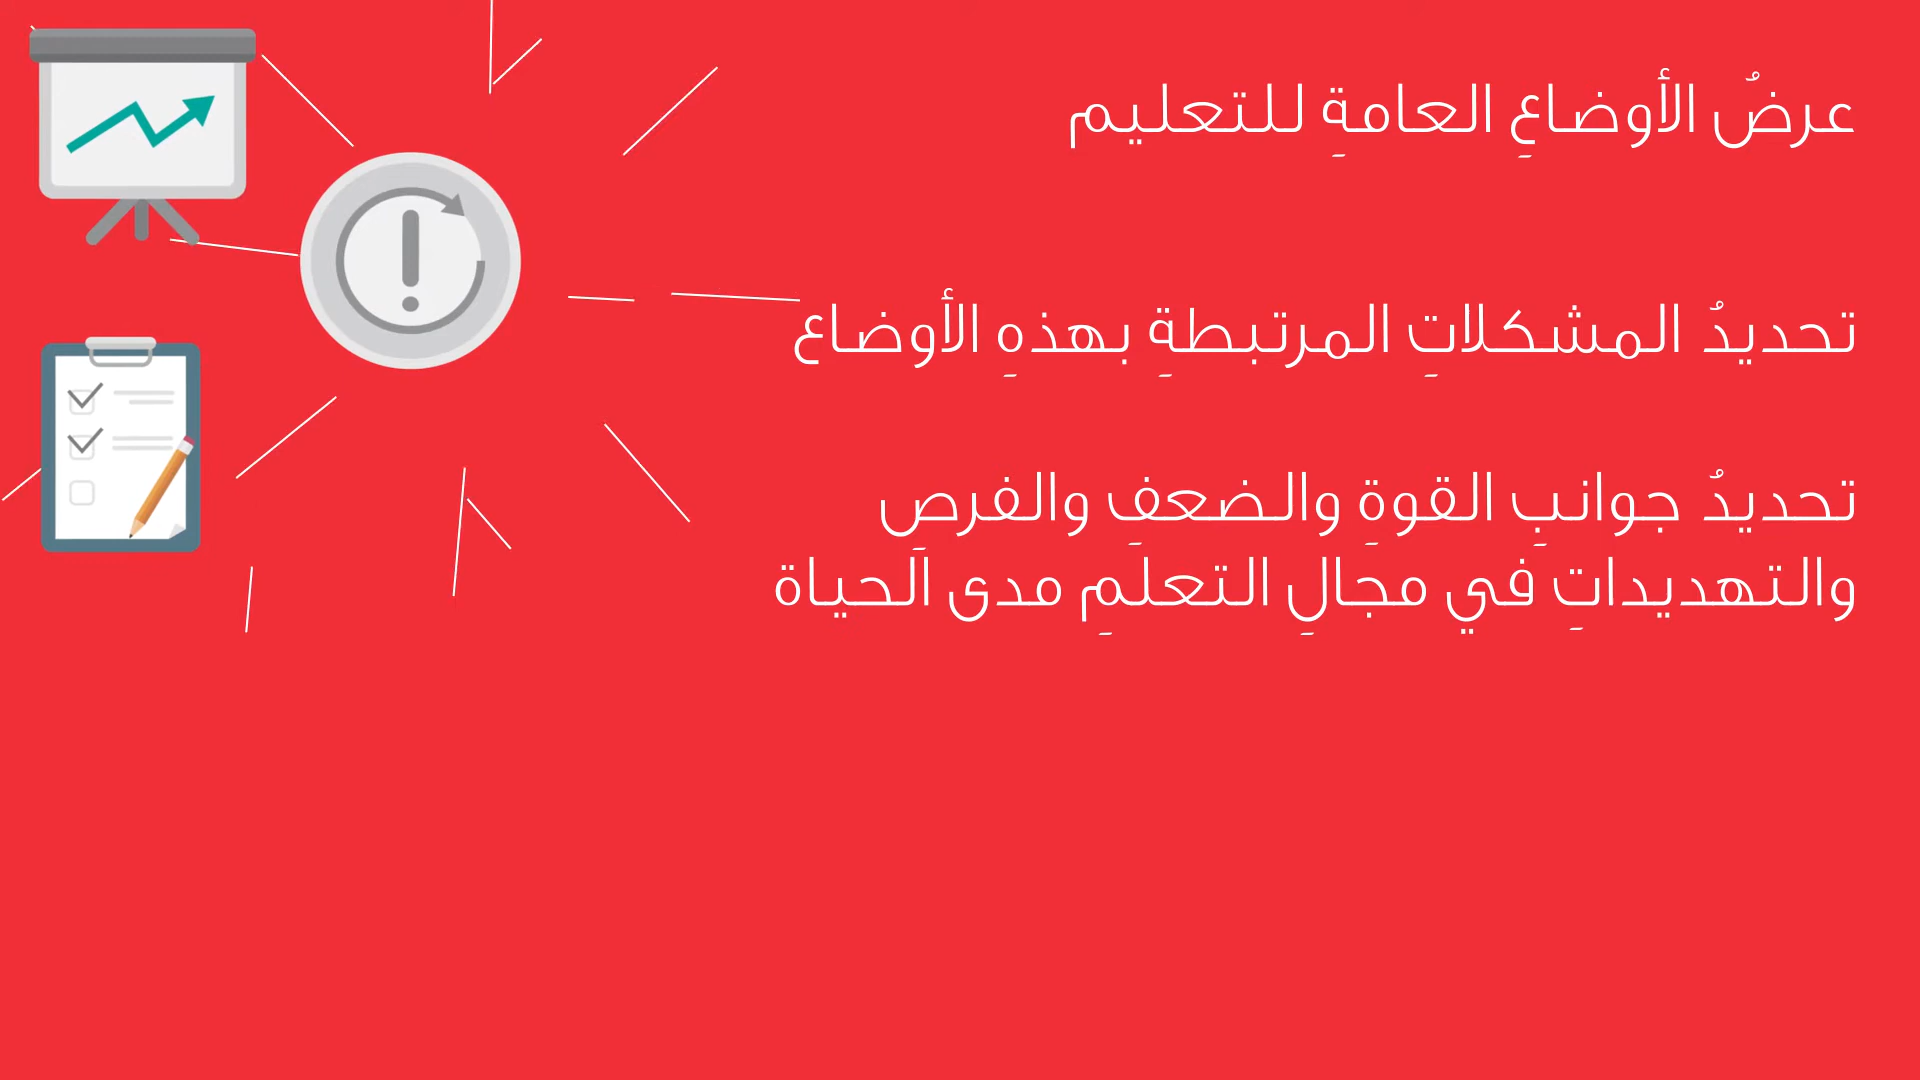 عرضُ الأوضاعِ العامةِ للتعليم
تحديدُ المشكلاتِ المرتبطةِ بهذهِ الأوضاع
تحديدُ جوانبِ القوةِ والضعفِ والفرصِ
والتهديداتِ في مجالِ التعلمِ مدى الحياة